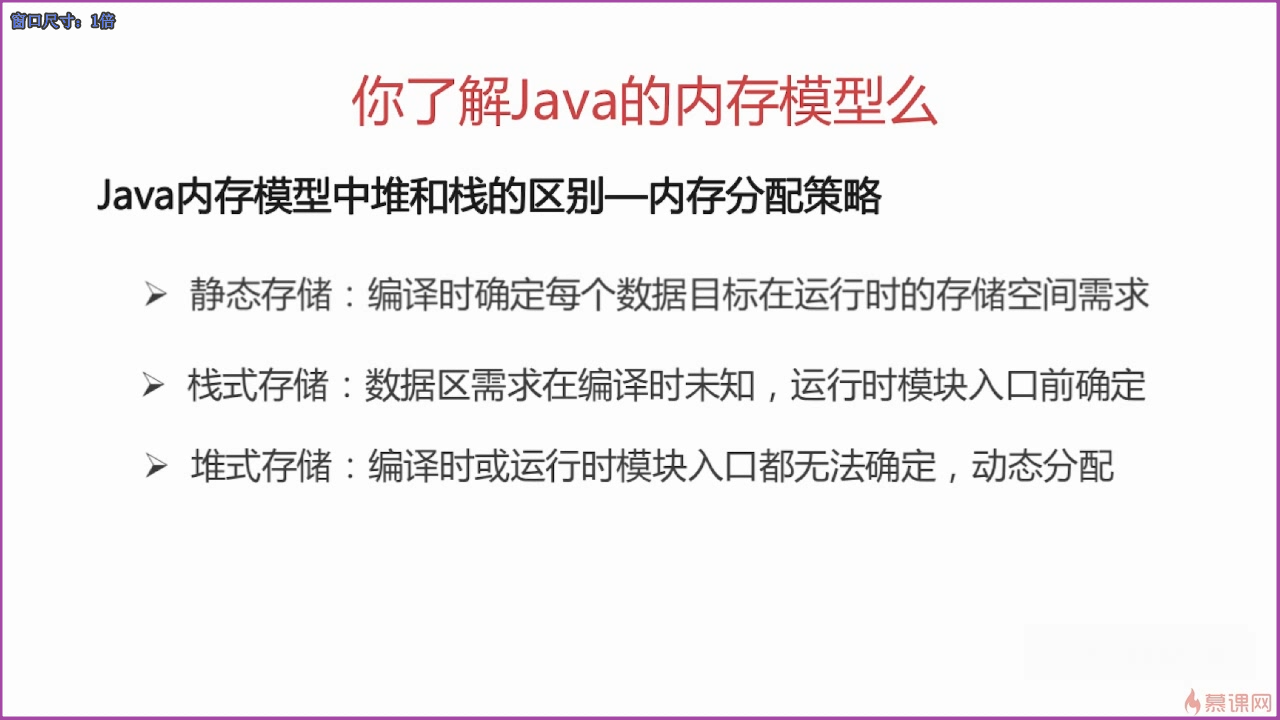 窗口尺寸：1倍
你了解Java的内存模型么
Java内存模型中堆和栈的区别—内存分配策略
➢ 静态存储：编译时确定每个数据目标在运行时的存储空间需求
➢ 栈式存储：数据区需求在编译时未知，运行时模块入口前确定
➢ 堆式存储：编译时或运行时模块入口都无法确定，动态分配
慕课网